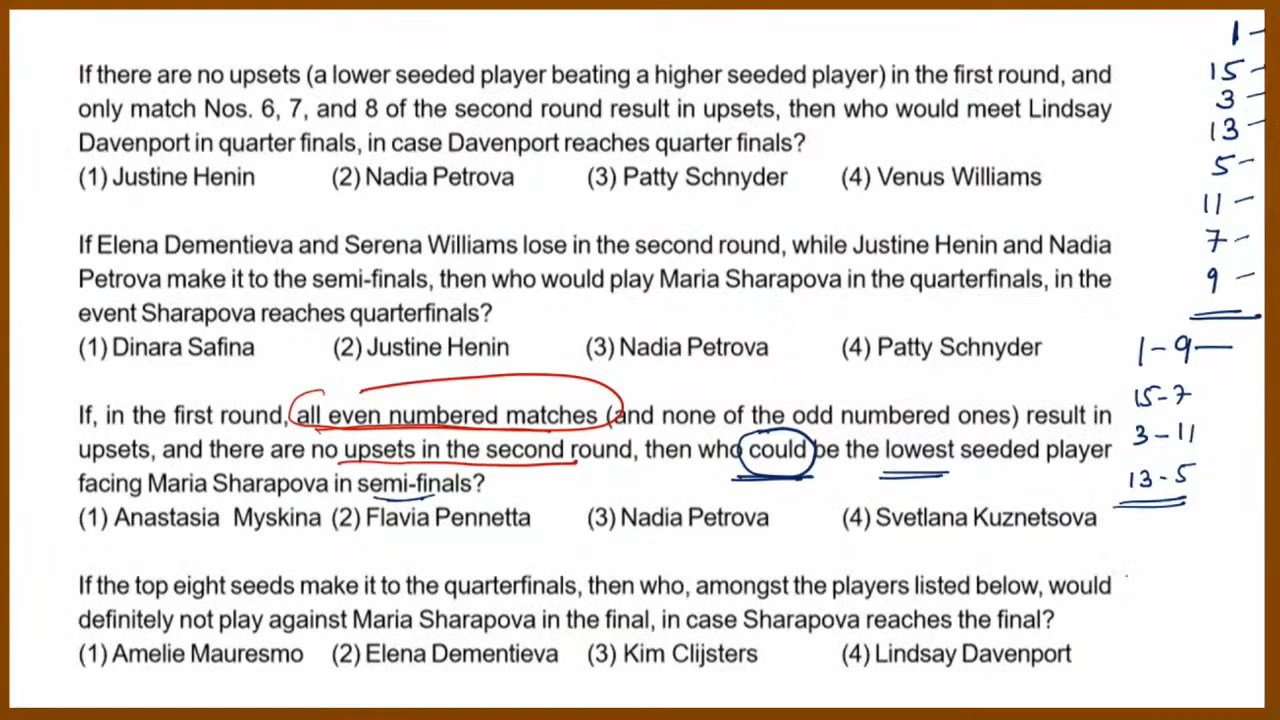 If there are no upsets (a lower seeded player beating a higher seeded player) in the first round, and
only match Nos. 6, 7, and 8 of the second round result in upsets, then who would meet Lindsay
Davenport in quarter finals, in case Davenport reaches quarter finals?
(1) Justine Henin (2) Nadia Petrova (3) Patty Schnyder (4) Venus Williams
If Elena Dementieva and Serena Williams lose in the second round, while Justine Henin and Nadia
Petrova make it to the semi-finals, then who would play Maria Sharapova in the quarterfinals, in the
event Sharapova reaches quarterfinals?
(1) Dinara Safina (2) Justine Henin (3) Nadia Petrova (4) Patty Schnyder
If, in the first round, all even numbered matches (and none of the odd numbered ones) result in
upsets, and there are no upsets in the second round, then who could be the lowest seeded player
facing Maria Sharapova in semi-finals?
(1) Anastasia Myskina (2) Flavia Pennetta (3) Nadia Petrova (4) Svetlana Kuznetsova
If the top eight seeds make it to the quarterfinals, then who, amongst the players listed below, would
definitely not play against Maria Sharapova in the final, in case Sharapova reaches the final?
(1) Amelie Mauresmo (2) Elena Dementieva (3) Kim Clijsters (4) Lindsay Davenport
1 -
15 -
3 -
13 -
5 -
11 -
7 -
9 -
1 - 9 —
15 - 7
3 - 11
13 - 5